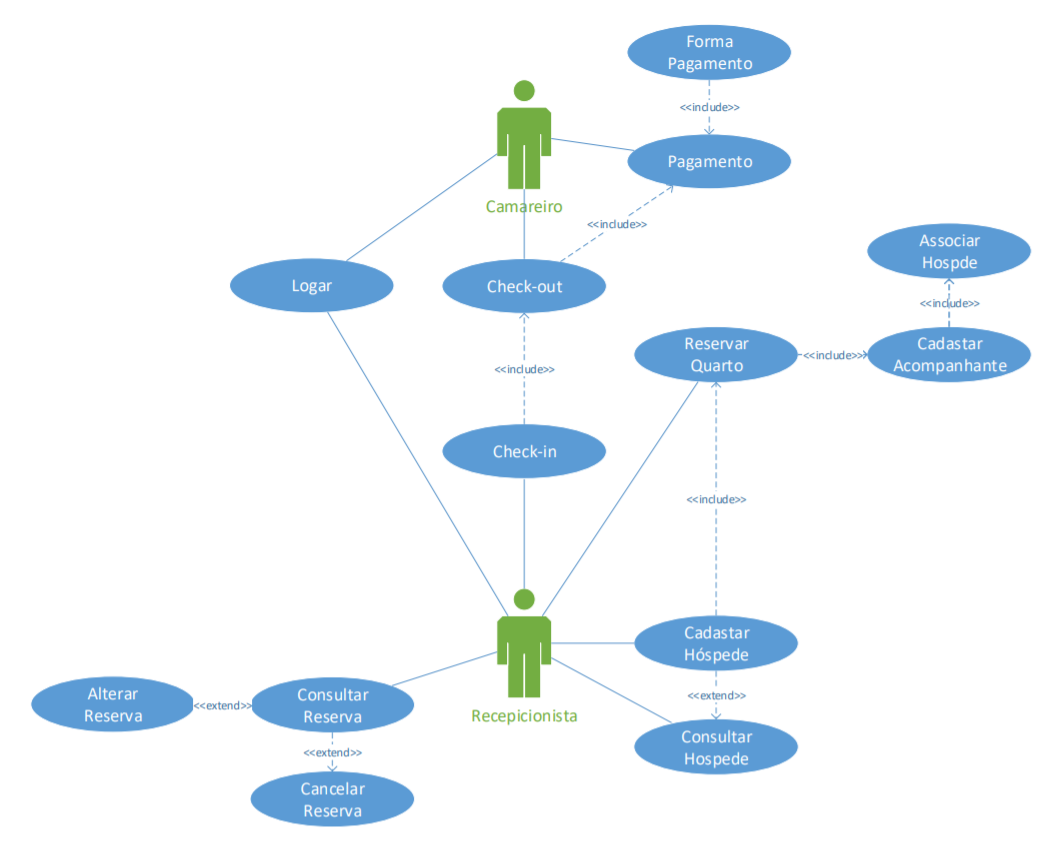 Forma
Pagamento
<<include>>
Pagamento
Camareiro
<<include>>
Associar
Hospde
Logar
Check-out
<<include>>
Reservar
Quarto
<<include>>
Cadastar
Acompanhante
<<include>>
Check-in
<<include>>
Cadastar
Hóspede
Alterar
Reserva
<<extend>>
Consultar
Reserva
Recepicionista
<<extend>>
Consultar
Hospede
<<extend>>
Cancelar
Reserva